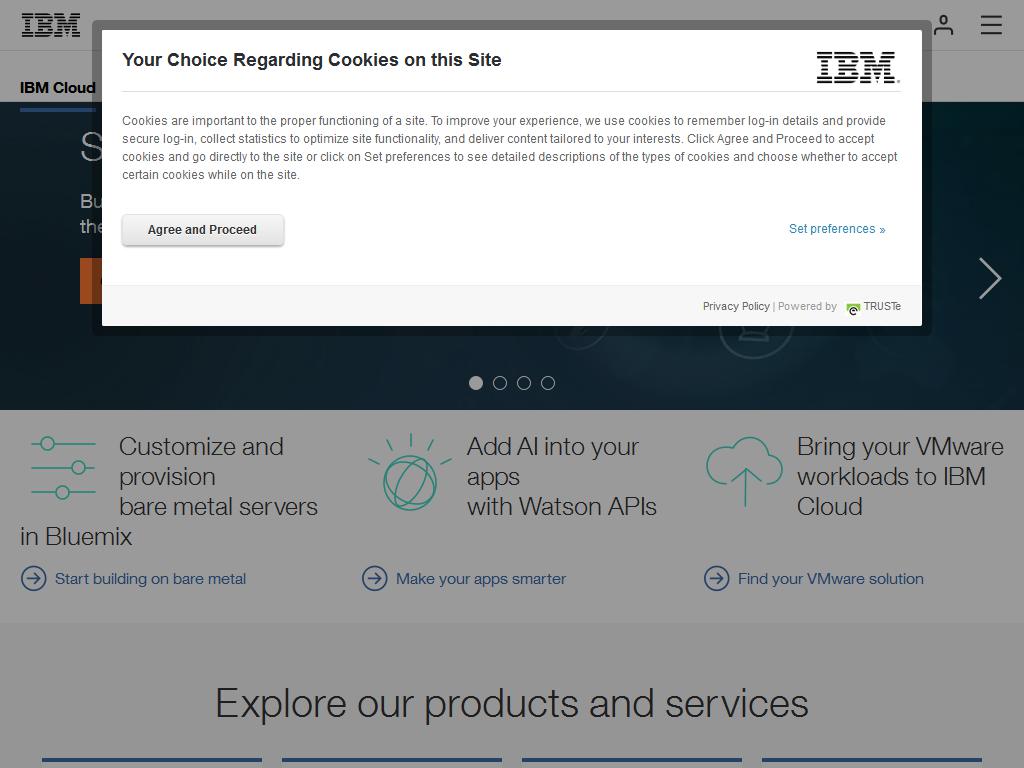 IBM
Your Choice Regarding Cookies on this Site
IBM
IBM Cloud
Cookies are important to the proper functioning of a site. To improve your experience, we use cookies to remember log-in details and provide
secure log-in, collect statistics to optimize site functionality, and deliver content tailored to your interests. Click Agree and Proceed to accept
cookies and go directly to the site or click on Set preferences to see detailed descriptions of the types of cookies and choose whether to accept
certain cookies while on the site.
Agree and Proceed
Set preferences »
Privacy Policy | Powered by TRUSTe
Customize and
provision
bare metal servers
in Bluemix
Start building on bare metal
Add AI into your
apps
with Watson APIs
Make your apps smarter
Bring your VMware
workloads to IBM
Cloud
Find your VMware solution
Explore our products and services